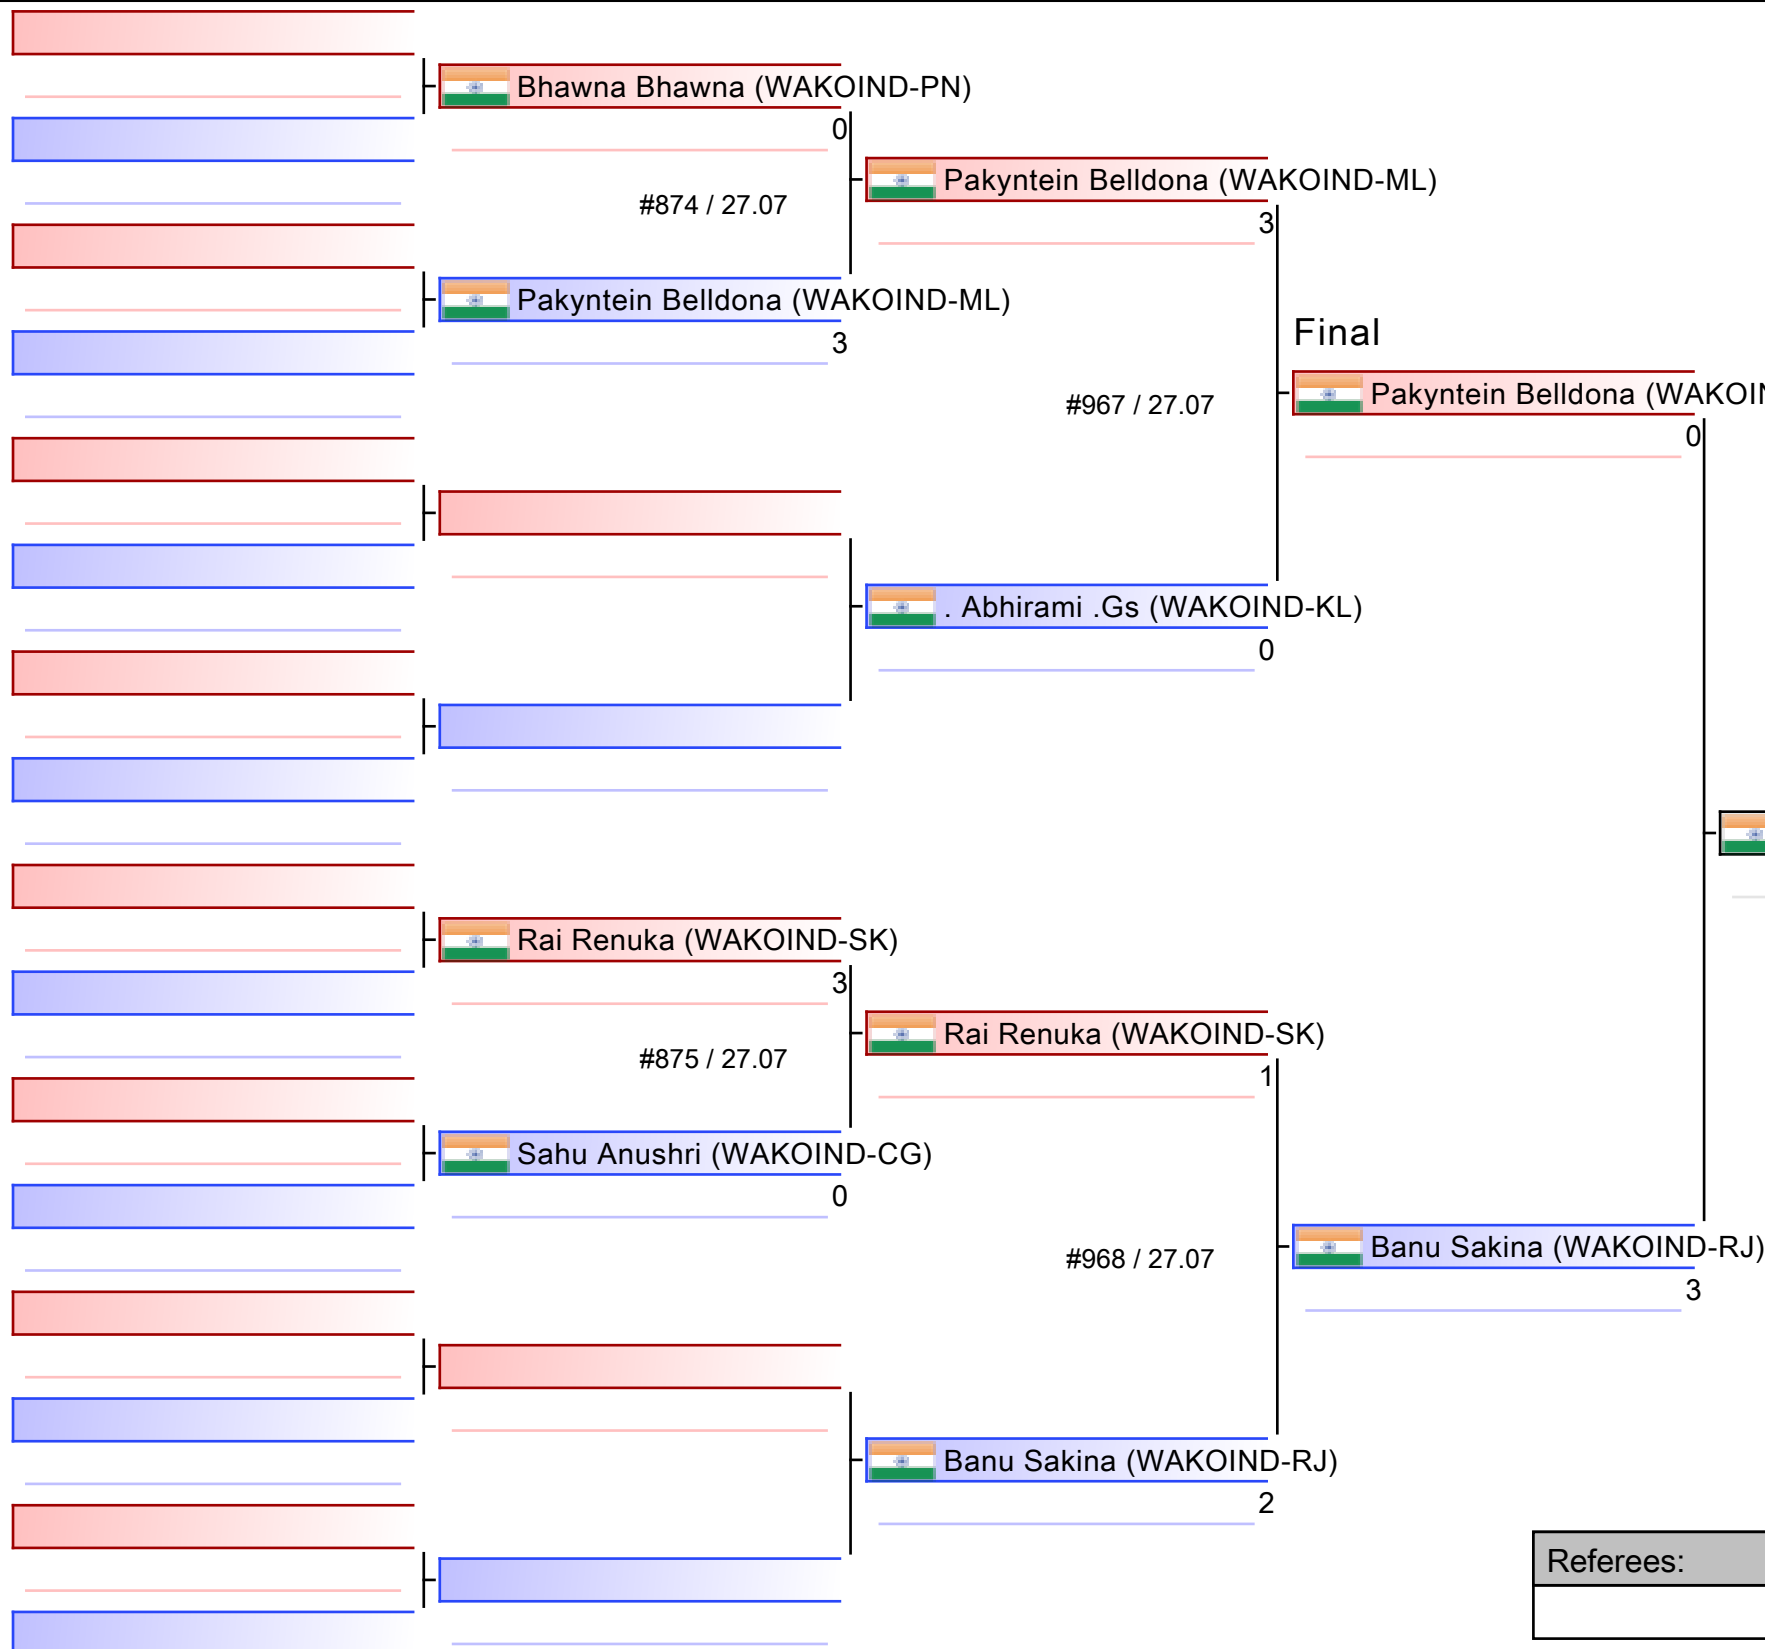 Bhawna Bhawna (WAKOIND-PN)
0
Pakyntein Belldona (WAKOIND-ML)
#874 / 27.07
3
Pakyntein Belldona (WAKOIND-ML)
3
Final
Pakyntein Belldona (WAKOI
#967 / 27.07
0
. Abhirami .Gs (WAKOIND-KL)
0
Rai Renuka (WAKOIND-SK)
3
Rai Renuka (WAKOIND-SK)
#875 / 27.07
1
Sahu Anushri (WAKOIND-CG)
0
Banu Sakina (WAKOIND-RJ)
#968 / 27.07
3
Banu Sakina (WAKOIND-RJ)
2
Referees: